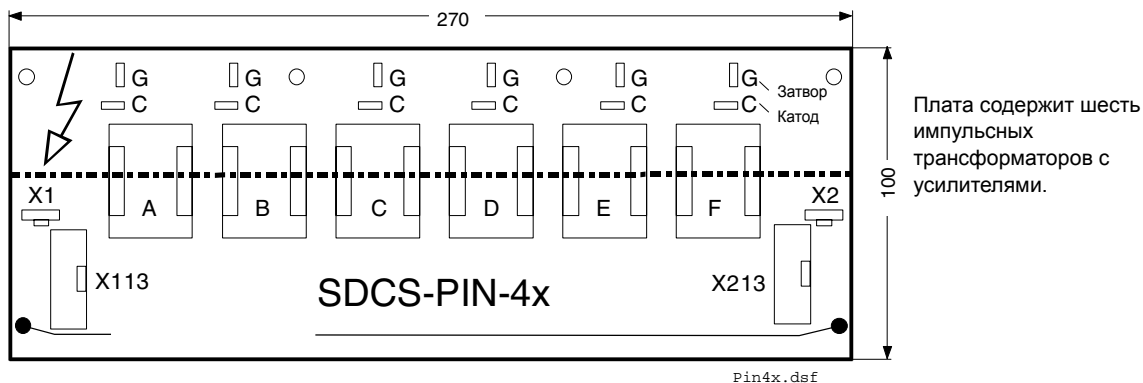 270
G G G G G G
C C C C C C
Затвор
Катод
Плата содержит шесть
импульсных
трансформаторов с
усилителями.
100
X1 X2
A B C D E F
X113 X213
SDCS-PIN-4x
Pin4x.dsf